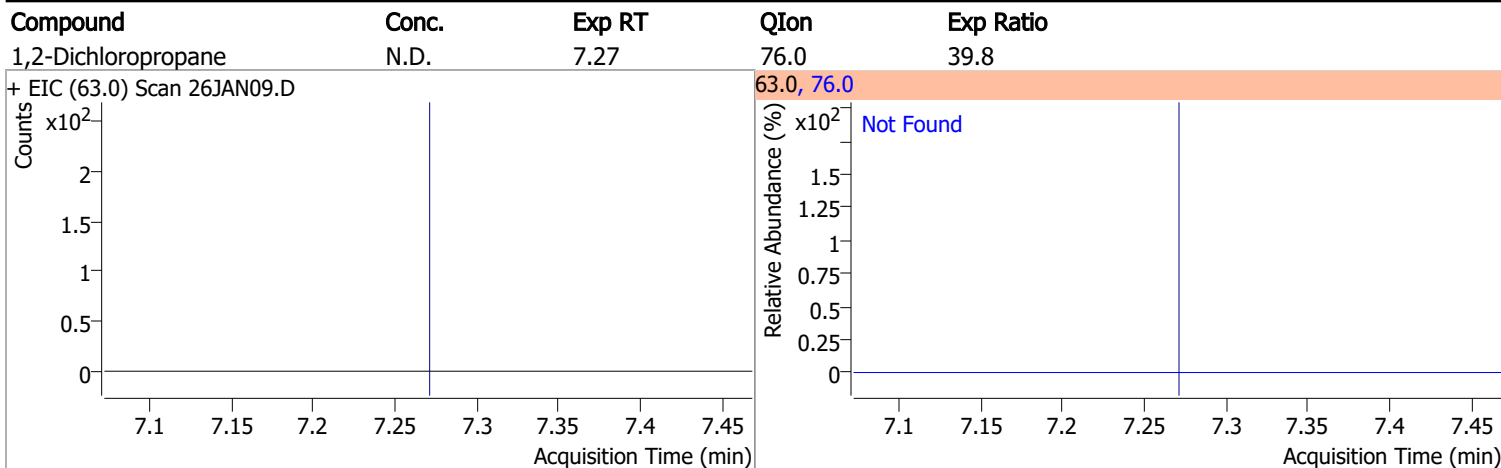 Compound Conc. Exp RT QIon Exp Ratio
1,2-Dichloropropane N.D. 7.27 76.0 39.8
+ EIC (63.0) Scan 26JAN09.D
Counts
x10²
2
1.5
1
0.5
0
7.1 7.15 7.2 7.25 7.3 7.35 7.4 7.45
Acquisition Time (min)
63.0, 76.0
Relative Abundance (%)
x10²
Not Found
1.5
1.25
1
0.75
0.5
0.25
0
7.1 7.15 7.2 7.25 7.3 7.35 7.4 7.45
Acquisition Time (min)